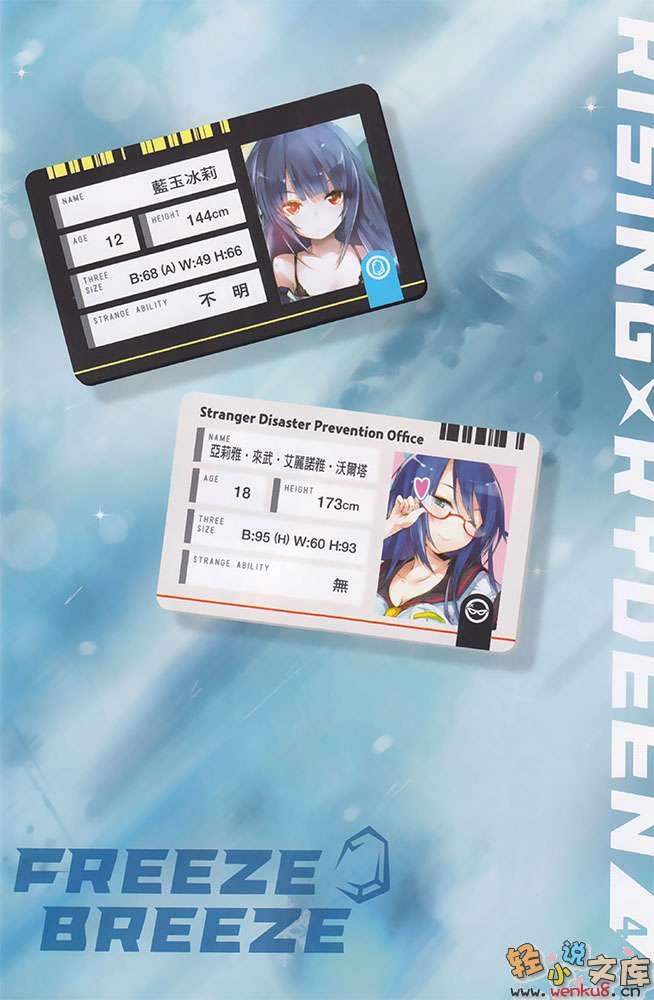 RISING×RYDEEN 4
NAME
藍玉冰莉
AGE
12
HEIGHT
144cm
THREE
SIZE
B:68 (A) W:49 H:66
STRANGE ABILITY
不明
Stranger Disaster Prevention Office
NAME
亞莉雅・來武・艾麗諾雅・沃爾塔
AGE
18
HEIGHT
173cm
THREE
SIZE
B:95 (H) W:60 H:93
STRANGE ABILITY
無
FREEZE
BREEZE
轻小说文库
www.wenku8.cn